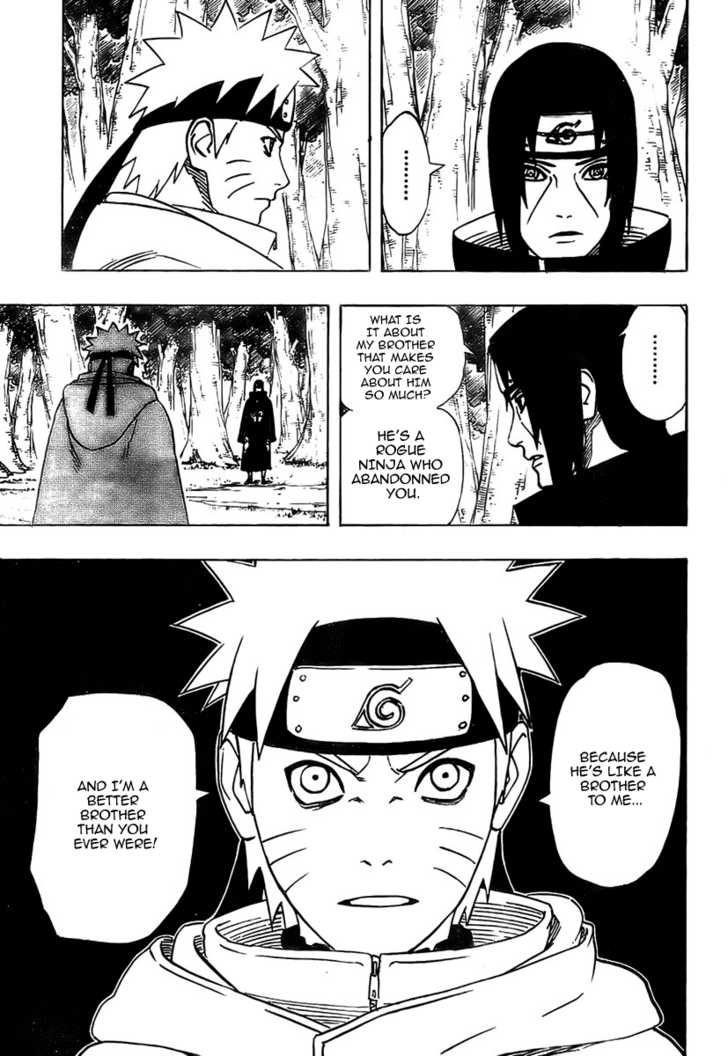 .........
.........
WHAT IS
IT ABOUT
MY BROTHER
THAT MAKES
YOU CARE
ABOUT HIM
SO MUCH?
HE'S A
ROGUE
NINJA WHO
ABANDONNED
YOU.
BECAUSE
HE'S LIKE A
BROTHER
TO ME...
AND I'M A
BETTER
BROTHER
THAN YOU
EVER WERE!